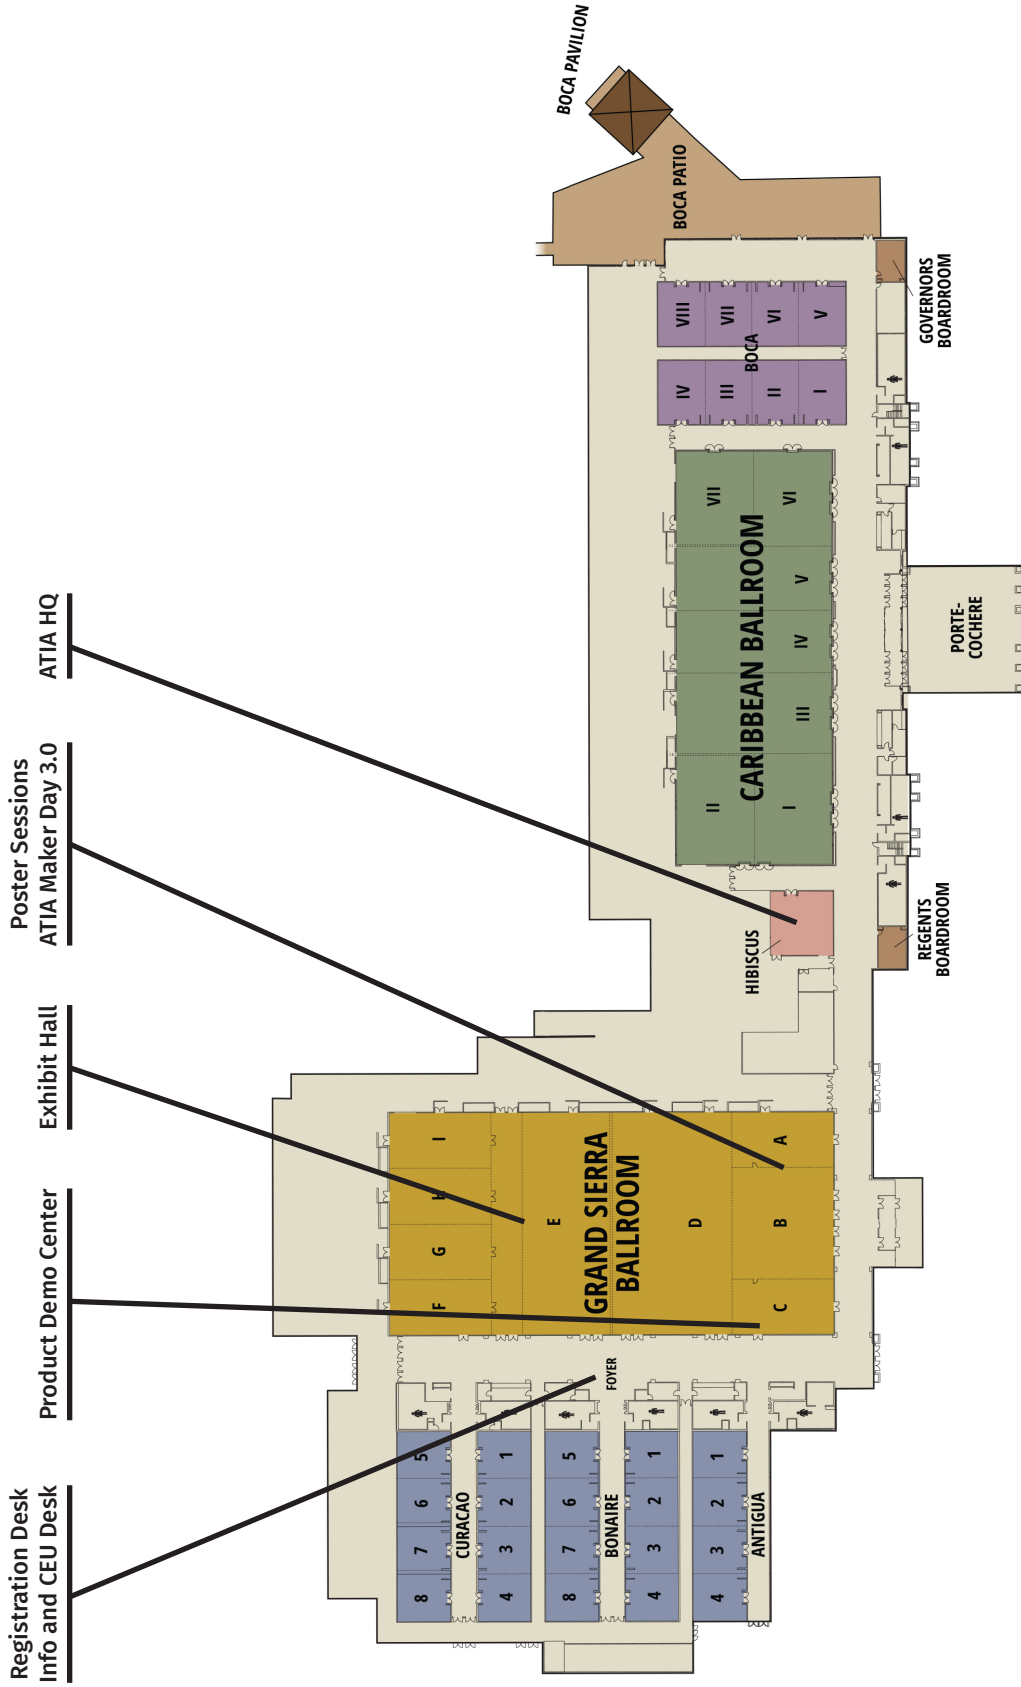 Registration Desk
Info and CEU Desk
Product Demo Center
Exhibit Hall
Poster Sessions
ATIA Maker Day 3.0
ATIA HQ
8
7
6
5
CURACAO
4
3
2
1
8
7
6
5
BONAIRE
4
3
2
1
4
3
2
1
ANTIGUA
FOYER
F
G
H
I
E
GRAND SIERRA
BALLROOM
D
C
B
A
HIBISCUS
REGENTS
BOARDROOM
II
VII
CARIBBEAN BALLROOM
I
III
IV
V
VI
PORTE-
COCHERE
IV
III
II
I
BOCA
VIII
VII
VI
V
GOVERNORS
BOARDROOM
BOCA PATIO
BOCA PAVILION